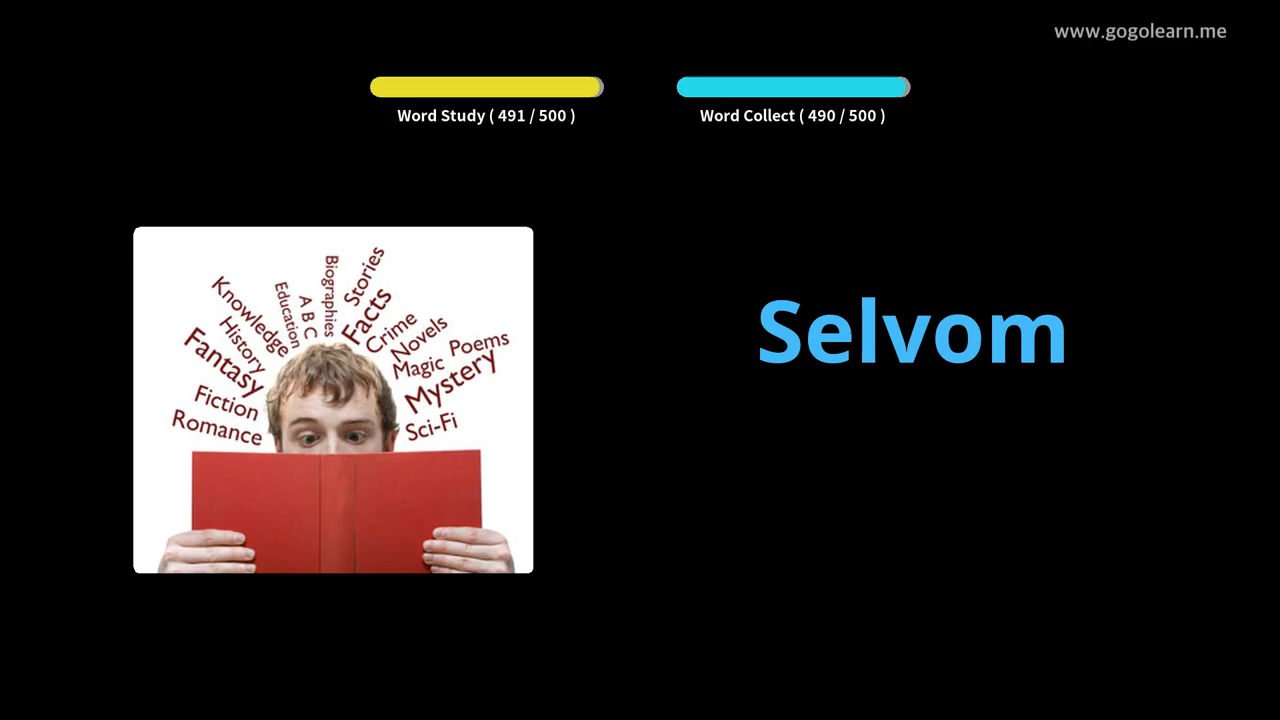 www.gogolearn.me
Word Study ( 491 / 500 )
Word Collect ( 490 / 500 )
Selvom
Romance
Fiction
Fantasy
History
Knowledge
Education
A B C
Biographies
Stories
Facts
Crime
Novels
Magic
Poems
Mystery
Sci-Fi